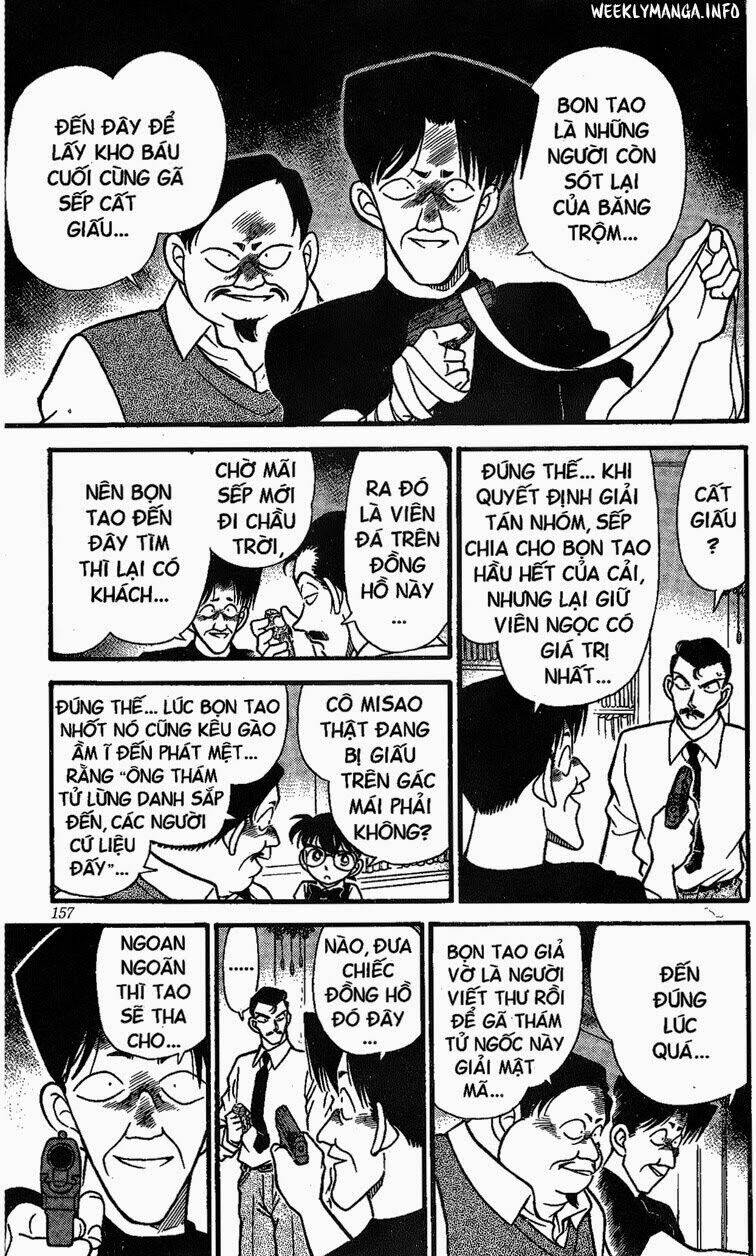 WEEKLYMANGA.INFO
BON TAO
LÀ NHỮNG
NGƯỜI CÒN
SÓT LẠI
CỦA BĂNG
TRỘM...
ĐẾN ĐÂY ĐỂ
LẤY KHO BÁU
CUỐI CÙNG GÃ
SẾP CẤT
GIẤU...
CẤT
GIẤU
?
ĐÚNG THẾ... KHI
QUYẾT ĐỊNH GIẢI
TÁN NHÓM, SẾP
CHIA CHO BỌN TAO
HẦU HẾT CỦA CẢI,
NHƯNG LẠI GIỮ
VIÊN NGỌC CÓ
GIÁ TRỊ
NHẤT...
RA ĐÓ
LÀ VIÊN
ĐÁ TRÊN
ĐỒNG
HỒ NÀY
...
CHỜ MÃI
SẾP MỚI
ĐI CHẦU
TRỜI,
NÊN BỌN
TAO ĐẾN
ĐÂY TÌM
THÌ LẠI CÓ
KHÁCH...
CÔ MISAO
THẬT ĐANG
BỊ GIẤU
TRÊN GÁC
MÁI PHẢI
KHÔNG?
ĐÚNG THẾ... LÚC BỌN TAO
NHỐT NÓ CŨNG KÊU GÀO
ẦM Ĩ ĐẾN PHÁT MỆT...
RẰNG "ÔNG THÁM
TỬ LỪNG DANH SẮP
ĐẾN, CÁC NGƯỜI
CỨ LIỆU
ĐẤY"...
157
ĐẾN
ĐÚNG
LÚC
QUÁ...
BỌN TAO GIẢ
VỜ LÀ NGƯỜI
VIẾT THƯ RỒI
ĐỂ GÃ THÁM
TỬ NGỐC NÀY
GIẢI MẬT
MÃ...
NÀO, ĐƯA
CHIẾC
ĐỒNG HỒ
ĐÓ ĐÂY
...
......
NGOAN
NGOÃN
THÌ TAO
SẼ THA
CHO...